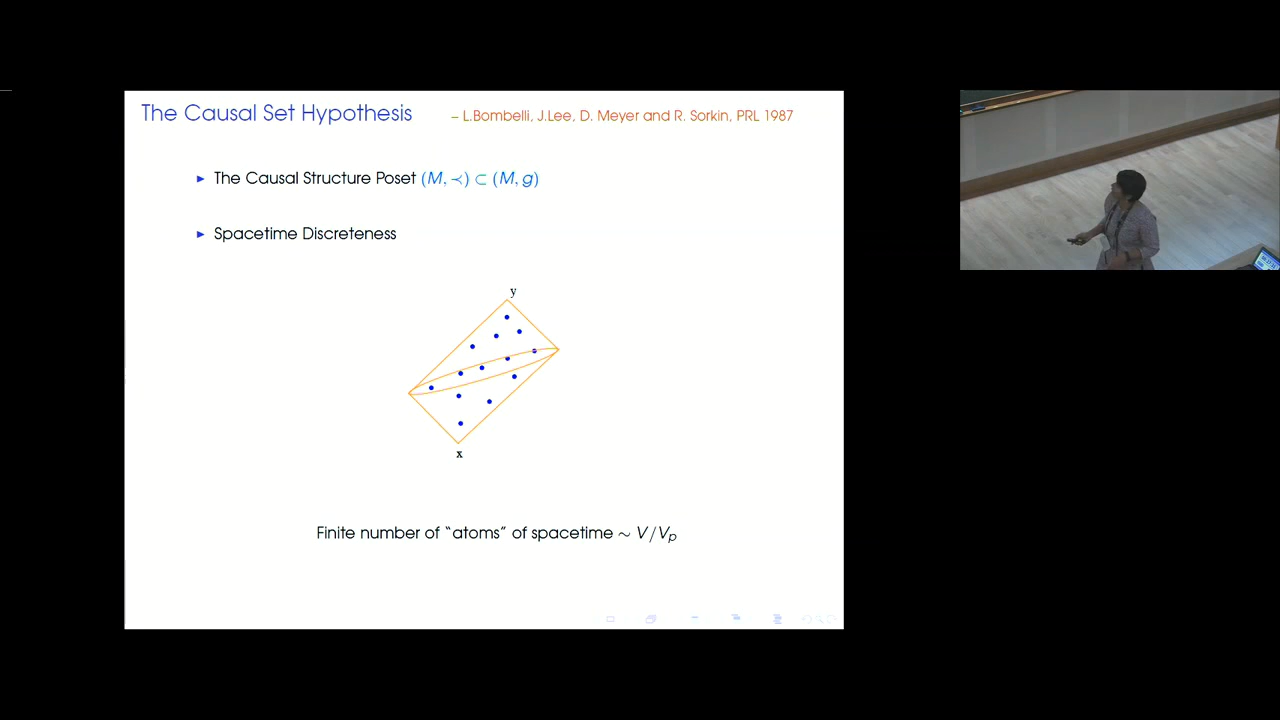 The Causal Set Hypothesis – L.Bombelli, J.Lee, D. Meyer and R. Sorkin, PRL 1987
▶ The Causal Structure Poset (M, ≺) ⊂ (M, g)
▶ Spacetime Discreteness
y
x
Finite number of “atoms” of spacetime ∼ V/Vp